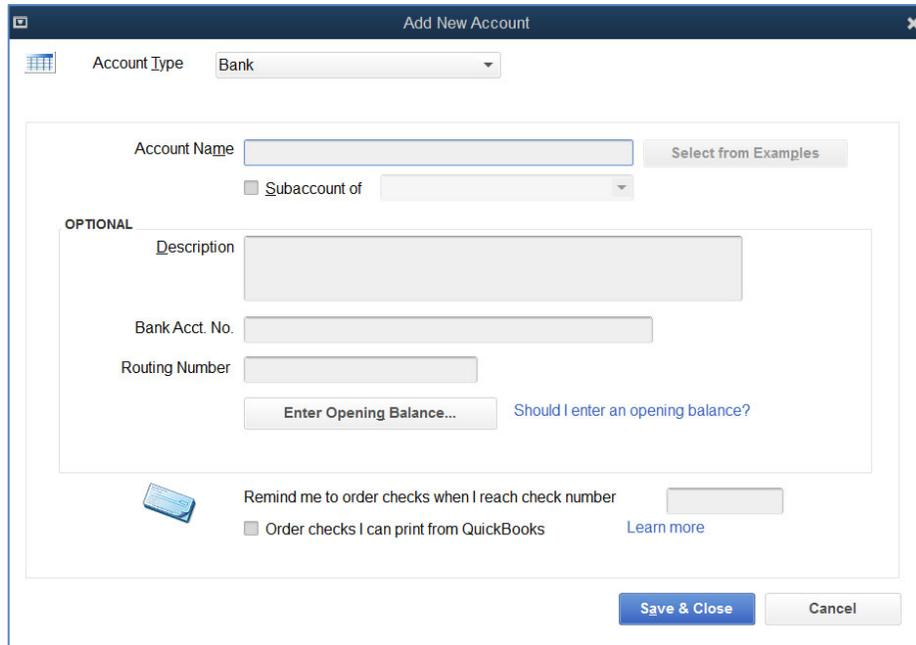 Add New Account
Account Type Bank
Account Name Select from Examples
Subaccount of
OPTIONAL
Description
Bank Acct. No.
Routing Number
Enter Opening Balance... Should I enter an opening balance?
Remind me to order checks when I reach check number
Order checks I can print from QuickBooks Learn more
Save & Close Cancel